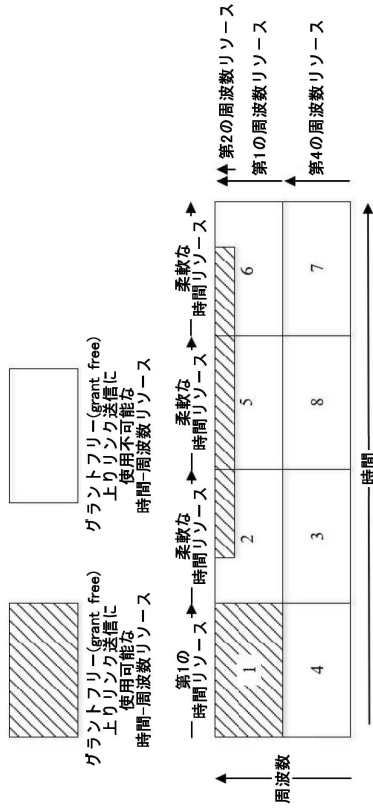 グラントフリー(grant free)
上りリンク送信に
使用可能な
時間-周波数リソース
グラントフリー(grant free)
上りリンク送信に
使用不可能な
時間-周波数リソース
第1の
時間リソース
柔軟な
時間リソース
柔軟な
時間リソース
柔軟な
時間リソース
周波数
1
2
5
6
4
3
8
7
第2の周波数リソース
第1の周波数リソース
第4の周波数リソース
時間